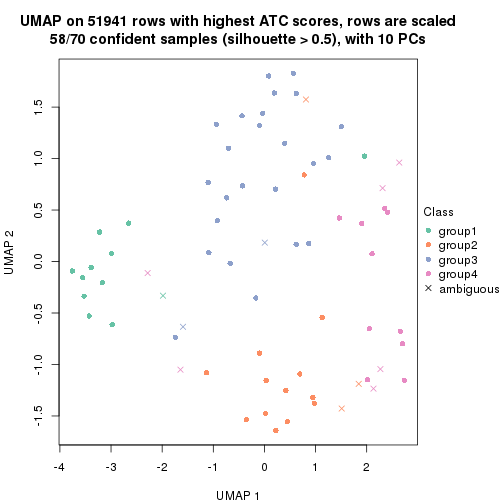 UMAP on 51941 rows with highest ATC scores, rows are scaled
58/70 confident samples (silhouette > 0.5), with 10 PCs
1.5
1.0
0.5
0.0
-0.5
-1.0
-1.5
UMAP 2
-4 -3 -2 -1 0 1 2
UMAP 1
Class
group1
group2
group3
group4
ambiguous